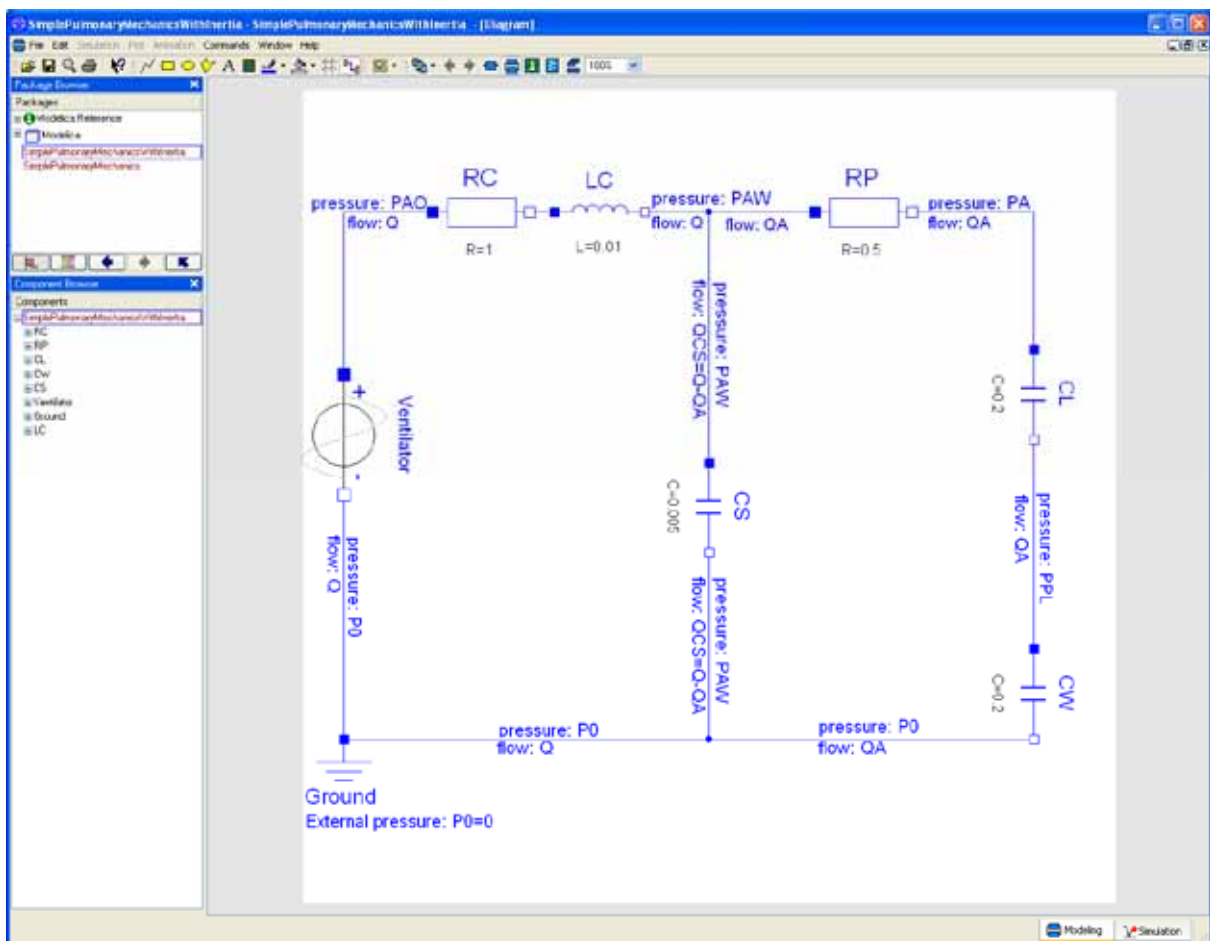 SimplePulmonaryMechanicsWithInertia - SimplePulmonaryMechanicsWithInertia - [Diagram]
File Edit Simulation Plot Animation Commands Window Help
100%
Package Browser
Packages
Modelica Reference
Modelica
SimplePulmonaryMechanicsWithInertia
SimplePulmonaryMechanics
Component Browser
Components
SimplePulmonaryMechanicsWithInertia
RC
RP
CL
Cw
CS
Ventilator
Ground
LC
RC
LC
RP
pressure: PAO
flow: Q
R=1
L=0.01
pressure: PAW
flow: Q
flow: QA
R=0.5
pressure: PA
flow: QA
pressure: PAW
flow: QCS=Q-QA
Ventilator
C=0.2
CL
C=0.005
CS
pressure: P0
flow: Q
pressure: PPL
flow: QA
pressure: PAW
flow: QCS=Q-QA
C=0.2
CW
pressure: P0
flow: Q
pressure: P0
flow: QA
Ground
External pressure: P0=0
Modeling
Simulation